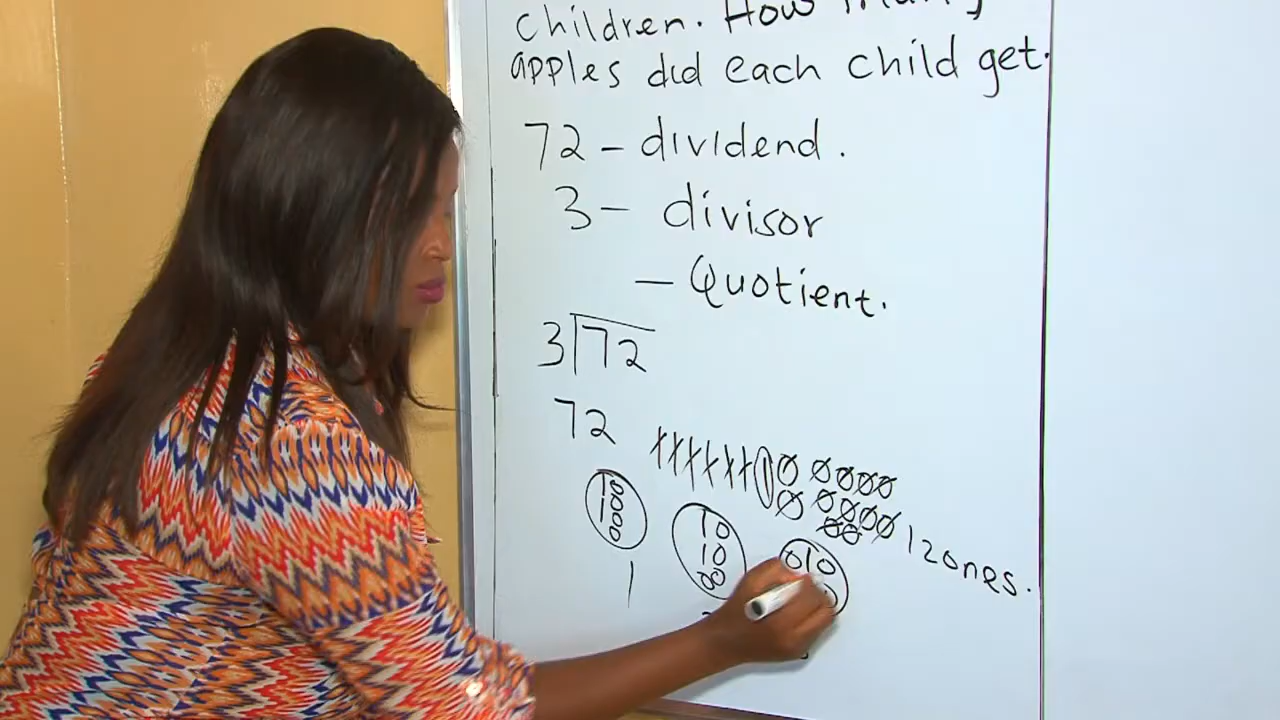 children. How many
apples did each child get.
72 - dividend.
3 - divisor
- Quotient.
3 72
72
12 ones.
1